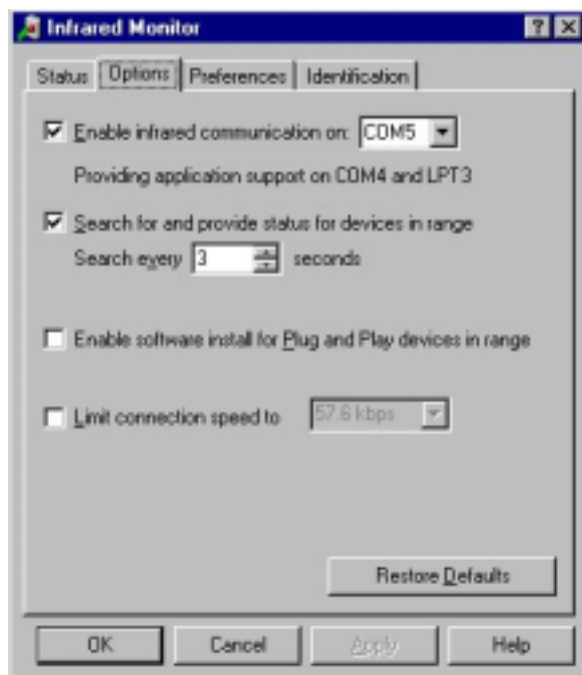 Infrared Monitor
Status Options Preferences Identification
Enable infrared communication on: COM5
Providing application support on COM4 and LPT3
Search for and provide status for devices in range
Search every 3 seconds
Enable software install for Plug and Play devices in range
Limit connection speed to 57.6 kbps
Restore Defaults
OK Cancel Apply Help